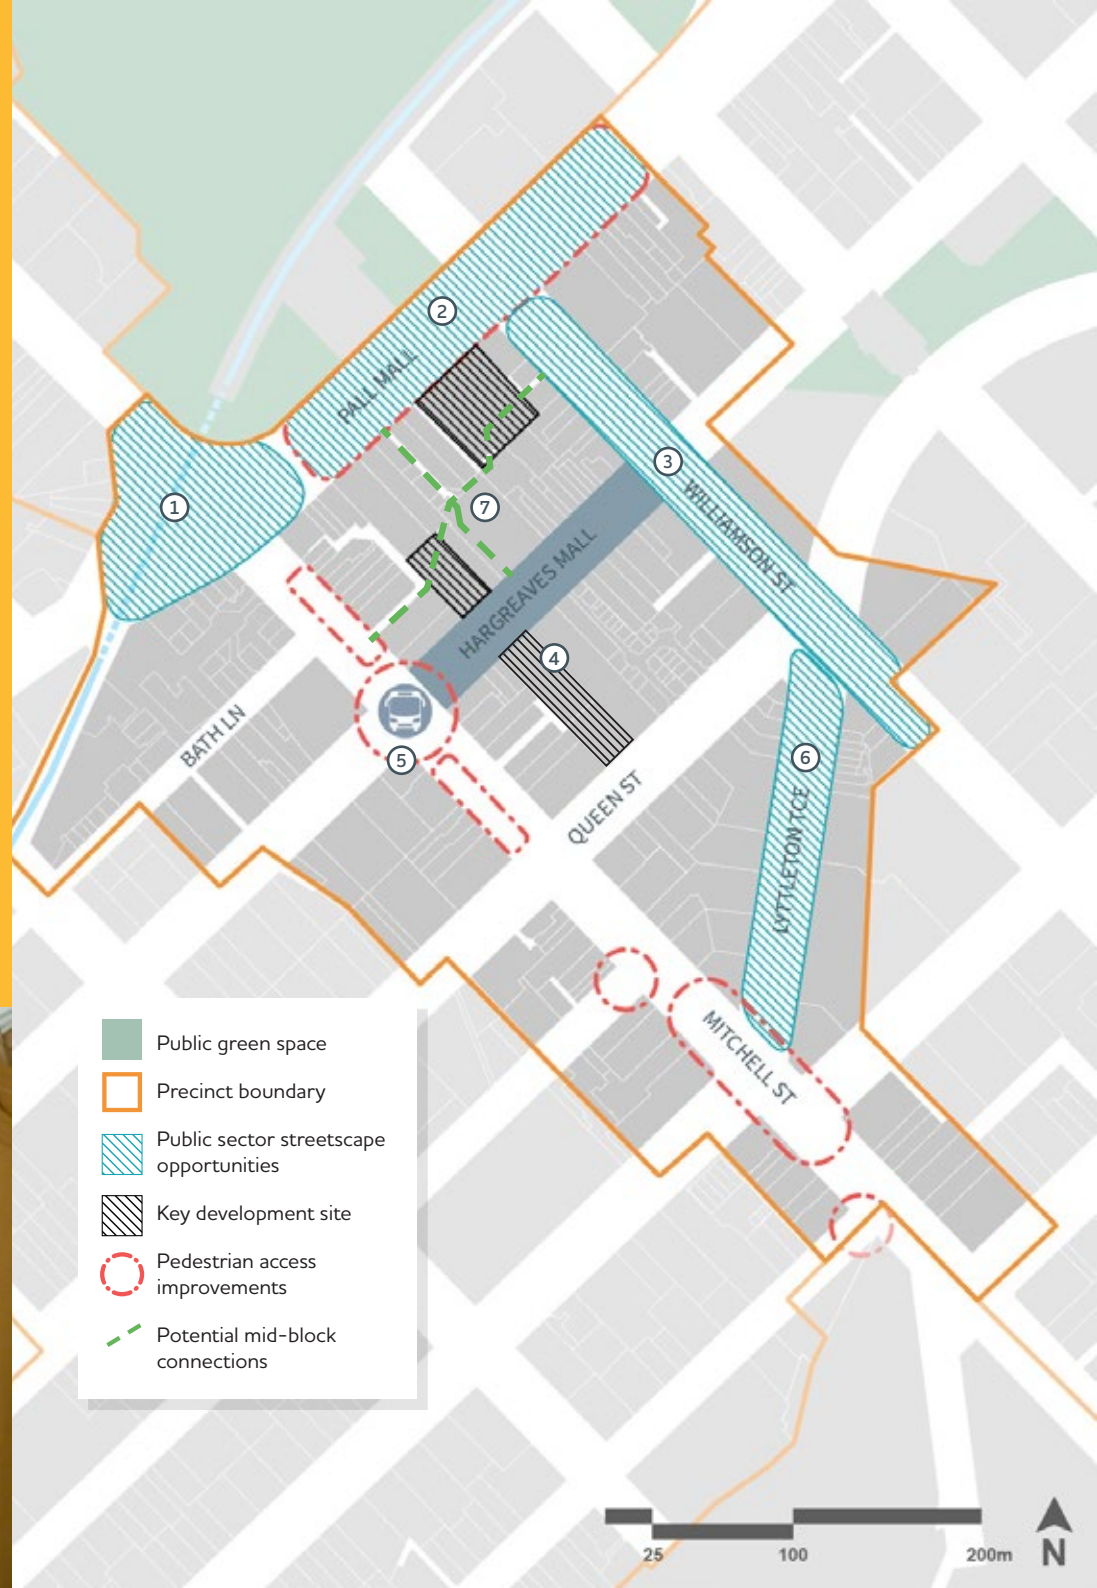 2
PALL MALL
3
WILLIAMSON ST
1
7
HARGREAVES MALL
4
BATH LN
5
6
QUEEN ST
LYTTLETON TCE
MITCHELL ST
Public green space
Precinct boundary
Public sector streetscape
opportunities
Key development site
Pedestrian access
improvements
Potential mid-block
connections
25 100 200m
N